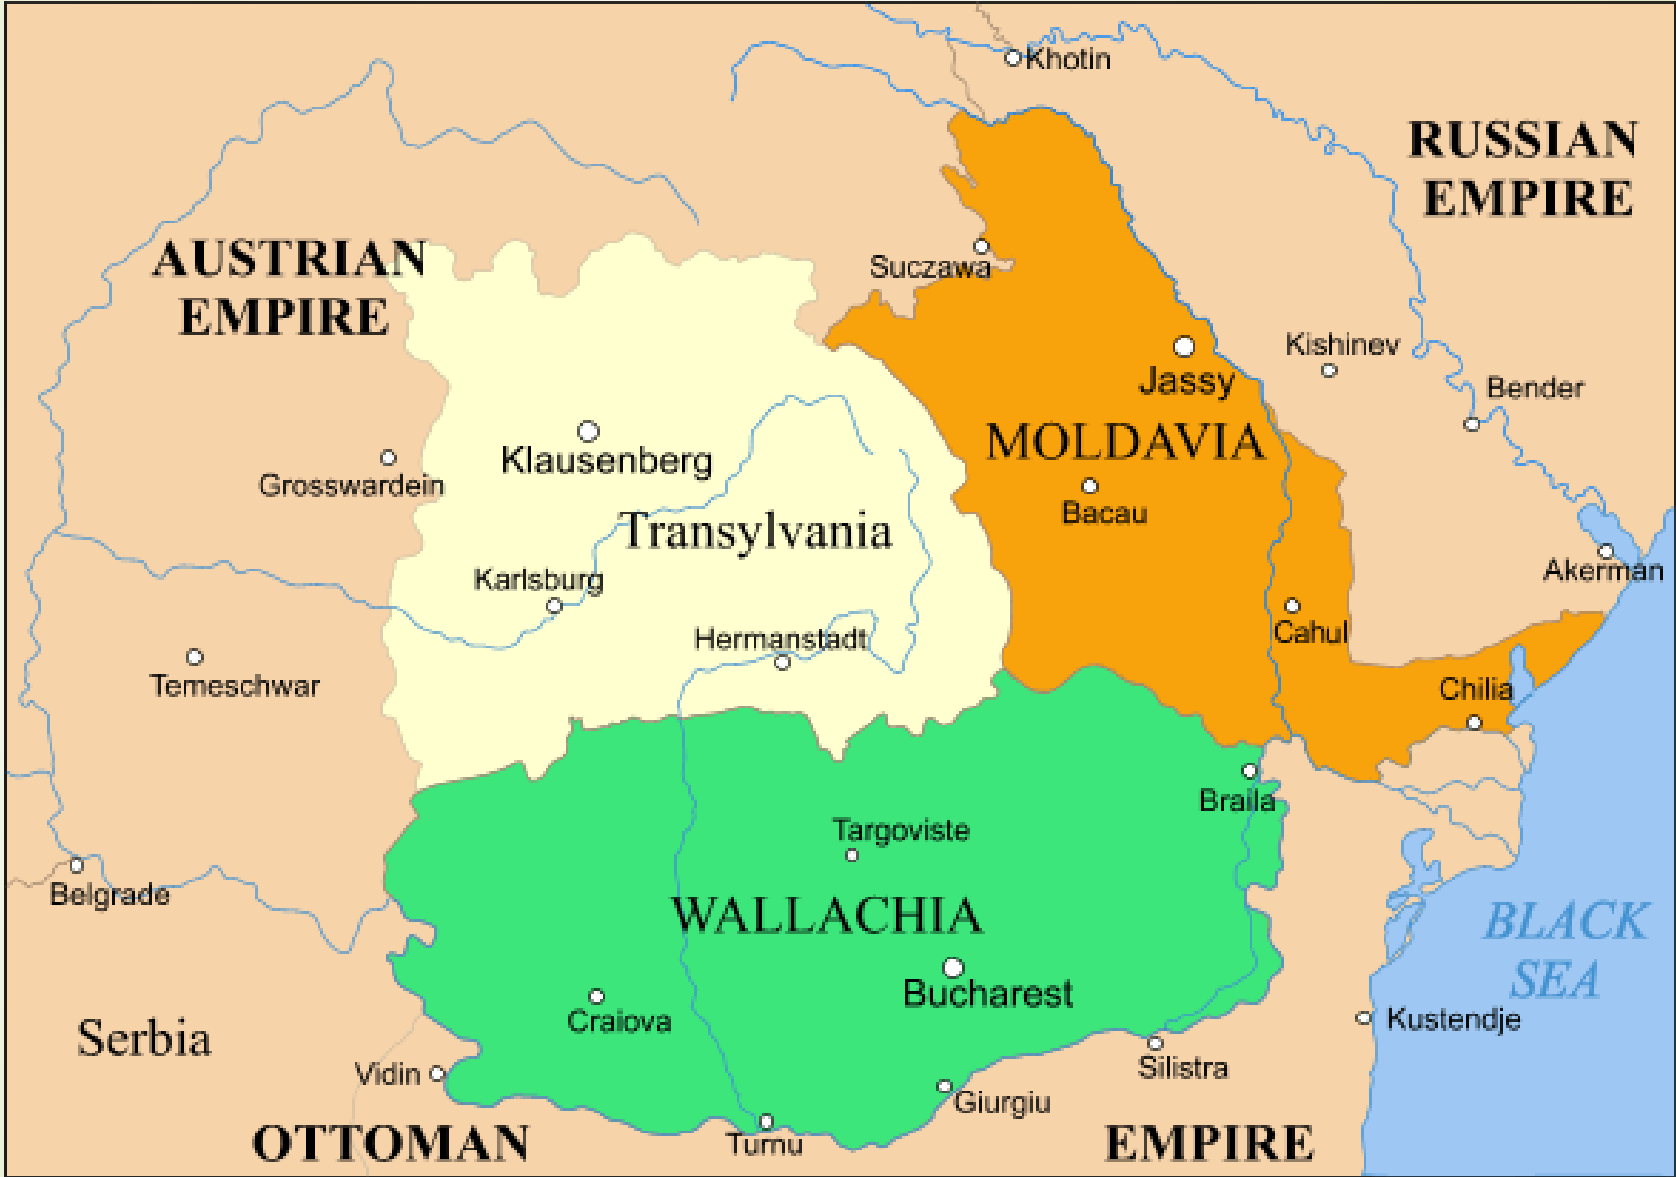 Khotin
RUSSIAN
EMPIRE
AUSTRIAN
EMPIRE
Suczawa
Kishinev
Jassy
Bender
MOLDAVIA
Klausenberg
Grosswardein
Bacau
Transylvania
Akerman
Karlsburg
Cahul
Hermanstadt
Temeschwar
Chilia
Braila
Targoviste
Belgrade
WALLACHIA
BLACK
SEA
Bucharest
Craiova
Kustendje
Serbia
Vidin
Silistra
Giurgiu
OTTOMAN
Turnu
EMPIRE